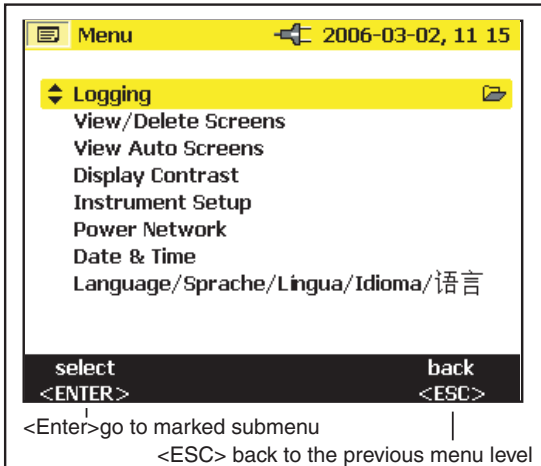 Menu 2006-03-02, 11 15
Logging
View/Delete Screens
View Auto Screens
Display Contrast
Instrument Setup
Power Network
Date & Time
Language/Sprache/Língua/Idioma/语言
select back
<ENTER> <ESC>
<Enter>go to marked submenu
<ESC> back to the previous menu level